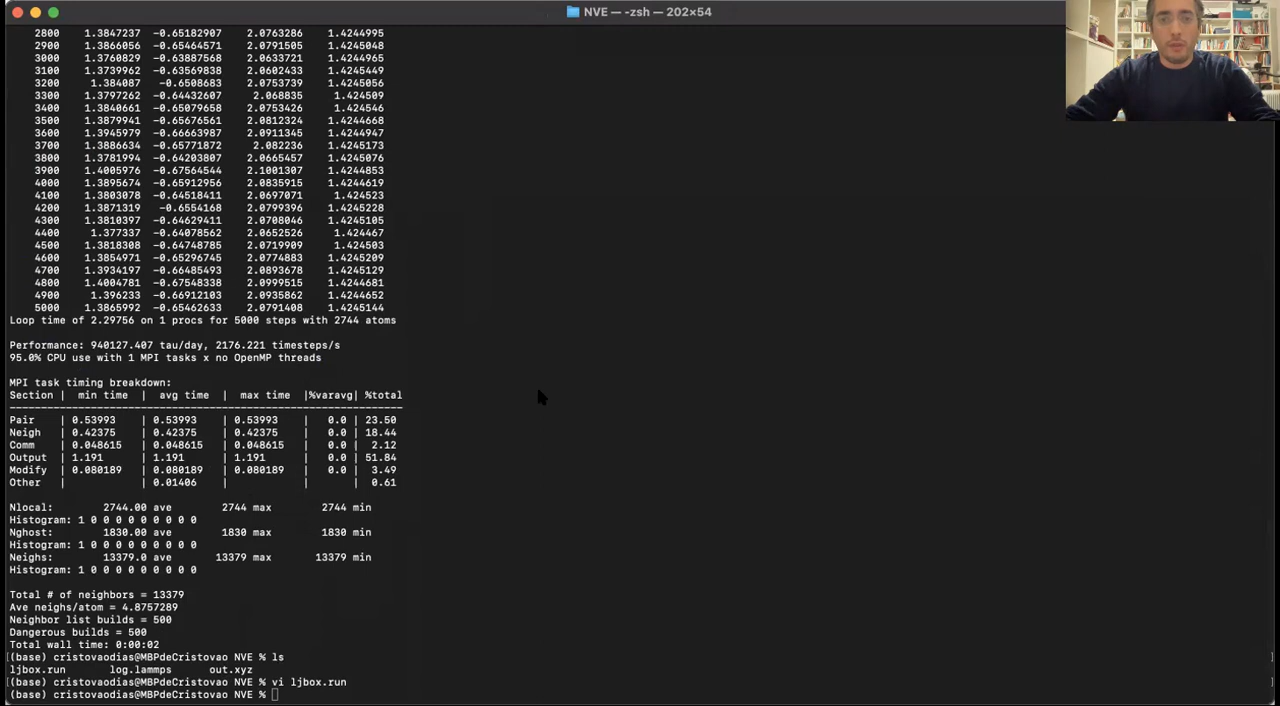 NVE — -zsh — 202×54
2800 1.3847237 -0.65182907 2.0763286 1.4244995
2900 1.3866056 -0.65464571 2.0791505 1.4245048
3000 1.3760829 -0.63887568 2.0633721 1.4244965
3100 1.3739962 -0.63569838 2.0602433 1.4245449
3200 1.384087 -0.6508683 2.0753739 1.4245056
3300 1.3797262 -0.64432607 2.068835 1.424509
3400 1.3840661 -0.65079658 2.0753426 1.424546
3500 1.3879941 -0.65676561 2.0812324 1.4244668
3600 1.3945979 -0.66663987 2.0911345 1.4244947
3700 1.3886634 -0.65771872 2.082236 1.4245173
3800 1.3781994 -0.64203807 2.0665457 1.4245076
3900 1.4005976 -0.67564544 2.1001307 1.4244853
4000 1.3895674 -0.65912956 2.0835915 1.4244619
4100 1.3803078 -0.64518411 2.0697071 1.424523
4200 1.3871319 -0.6554168 2.0799396 1.4245228
4300 1.3810397 -0.64629411 2.0708046 1.4245105
4400 1.377337 -0.64078562 2.0652526 1.424467
4500 1.3818308 -0.64748785 2.0719909 1.424503
4600 1.3854971 -0.65296745 2.0774883 1.4245209
4700 1.3934197 -0.66485493 2.0893678 1.4245129
4800 1.4004781 -0.67548338 2.0999515 1.4244681
4900 1.396233 -0.66912103 2.0935862 1.4244652
5000 1.3865992 -0.65462633 2.0791408 1.4245144
Loop time of 2.29756 on 1 procs for 5000 steps with 2744 atoms
Performance: 940127.407 tau/day, 2176.221 timesteps/s
95.0% CPU use with 1 MPI tasks x no OpenMP threads
MPI task timing breakdown:
Section | min time | avg time | max time |%varavg| %total
---------------------------------------------------------------
Pair | 0.53993 | 0.53993 | 0.53993 | 0.0 | 23.50
Neigh | 0.42375 | 0.42375 | 0.42375 | 0.0 | 18.44
Comm | 0.048615 | 0.048615 | 0.048615 | 0.0 | 2.12
Output | 1.191 | 1.191 | 1.191 | 0.0 | 51.84
Modify | 0.080189 | 0.080189 | 0.080189 | 0.0 | 3.49
Other | | 0.01406 | | | 0.61
Nlocal: 2744.00 ave 2744 max 2744 min
Histogram: 1 0 0 0 0 0 0 0 0 0
Nghost: 1830.00 ave 1830 max 1830 min
Histogram: 1 0 0 0 0 0 0 0 0 0
Neighs: 13379.0 ave 13379 max 13379 min
Histogram: 1 0 0 0 0 0 0 0 0 0
Total # of neighbors = 13379
Ave neighs/atom = 4.8757289
Neighbor list builds = 500
Dangerous builds = 500
Total wall time: 0:00:02
[(base) cristovaodias@MBPdeCristovao NVE % ls ]
ljbox.run log.lammps out.xyz
[(base) cristovaodias@MBPdeCristovao NVE % vi ljbox.run ]
(base) cristovaodias@MBPdeCristovao NVE %